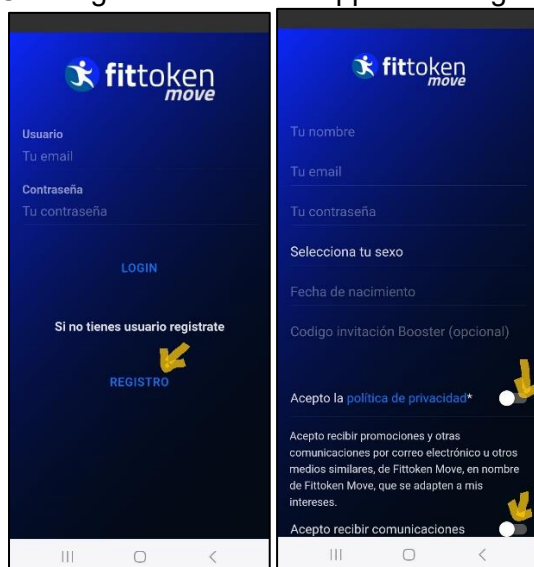 fittoken
move
Usuario
Tu email
Contraseña
Tu contraseña
LOGIN
Si no tienes usuario registrate
REGISTRO
fittoken
move
Tu nombre
Tu email
Tu contraseña
Selecciona tu sexo
Fecha de nacimiento
Codigo invitación Booster (opcional)
Acepto la política de privacidad*
Acepto recibir promociones y otras
comunicaciones por correo electrónico u otros
medios similares, de Fittoken Move, en nombre
de Fittoken Move, que se adapten a mis
intereses.
Acepto recibir comunicaciones